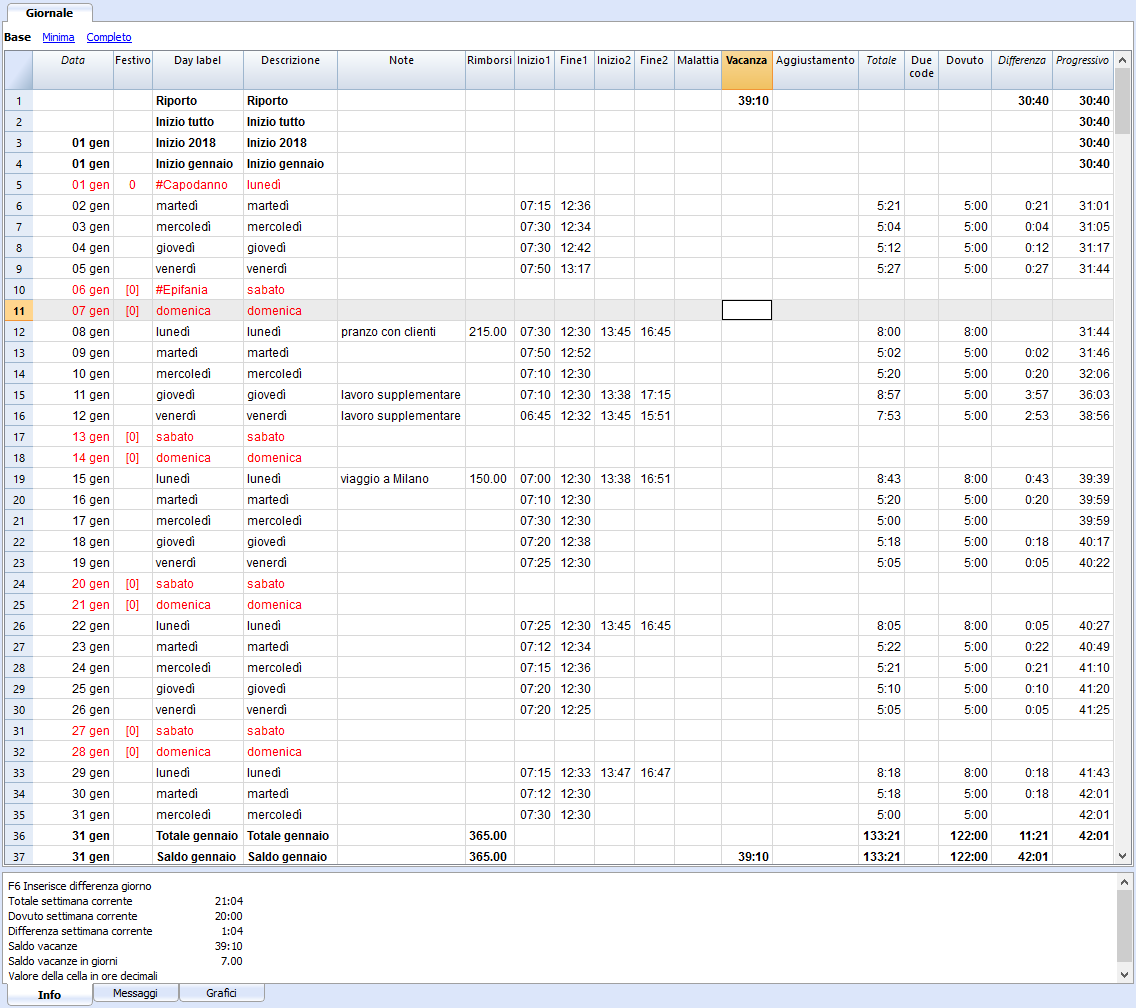 Giornale
Base Minima Completo
Data Festivo Day label Descrizione Note Rimborsi Inizio1 Fine1 Inizio2 Fine2 Malattia Vacanza Aggiustamento Totale Due code Dovuto Differenza Progressivo
1 Riporto Riporto 39:10 30:40 30:40
2 Inizio tutto Inizio tutto 30:40
3 01 gen Inizio 2018 Inizio 2018 30:40
4 01 gen Inizio gennaio Inizio gennaio 30:40
5 01 gen 0 #Capodanno lunedì
6 02 gen martedì martedì 07:15 12:36 5:21 5:00 0:21 31:01
7 03 gen mercoledì mercoledì 07:30 12:34 5:04 5:00 0:04 31:05
8 04 gen giovedì giovedì 07:30 12:42 5:12 5:00 0:12 31:17
9 05 gen venerdì venerdì 07:50 13:17 5:27 5:00 0:27 31:44
10 06 gen [0] #Epifania sabato
11 07 gen [0] domenica domenica
12 08 gen lunedì lunedì pranzo con clienti 215.00 07:30 12:30 13:45 16:45 8:00 8:00 31:44
13 09 gen martedì martedì 07:50 12:52 5:02 5:00 0:02 31:46
14 10 gen mercoledì mercoledì 07:10 12:30 5:20 5:00 0:20 32:06
15 11 gen giovedì giovedì lavoro supplementare 07:10 12:30 13:38 17:15 8:57 5:00 3:57 36:03
16 12 gen venerdì venerdì lavoro supplementare 06:45 12:32 13:45 15:51 7:53 5:00 2:53 38:56
17 13 gen [0] sabato sabato
18 14 gen [0] domenica domenica
19 15 gen lunedì lunedì viaggio a Milano 150.00 07:00 12:30 13:38 16:51 8:43 8:00 0:43 39:39
20 16 gen martedì martedì 07:10 12:30 5:20 5:00 0:20 39:59
21 17 gen mercoledì mercoledì 07:30 12:30 5:00 5:00 39:59
22 18 gen giovedì giovedì 07:20 12:38 5:18 5:00 0:18 40:17
23 19 gen venerdì venerdì 07:25 12:30 5:05 5:00 0:05 40:22
24 20 gen [0] sabato sabato
25 21 gen [0] domenica domenica
26 22 gen lunedì lunedì 07:25 12:30 13:45 16:45 8:05 8:00 0:05 40:27
27 23 gen martedì martedì 07:12 12:34 5:22 5:00 0:22 40:49
28 24 gen mercoledì mercoledì 07:15 12:36 5:21 5:00 0:21 41:10
29 25 gen giovedì giovedì 07:20 12:30 5:10 5:00 0:10 41:20
30 26 gen venerdì venerdì 07:20 12:25 5:05 5:00 0:05 41:25
31 27 gen [0] sabato sabato
32 28 gen [0] domenica domenica
33 29 gen lunedì lunedì 07:15 12:33 13:47 16:47 8:18 8:00 0:18 41:43
34 30 gen martedì martedì 07:12 12:30 5:18 5:00 0:18 42:01
35 31 gen mercoledì mercoledì 07:30 12:30 5:00 5:00 42:01
36 31 gen Totale gennaio Totale gennaio 365.00 133:21 122:00 11:21 42:01
37 31 gen Saldo gennaio Saldo gennaio 365.00 39:10 133:21 122:00 42:01
F6 Inserisce differenza giorno
Totale settimana corrente 21:04
Dovuto settimana corrente 20:00
Differenza settimana corrente 1:04
Saldo vacanze 39:10
Saldo vacanze in giorni 7.00
Valore della cella in ore decimali
Info Messaggi Grafici